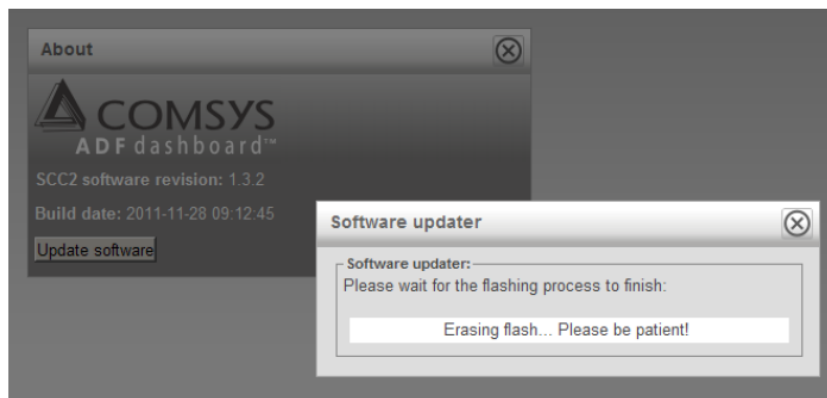 About
COMSYS
ADF dashboard™
SCC2 software revision: 1.3.2
Build date: 2011-11-28 09:12:45
Update software
Software updater
Software updater:
Please wait for the flashing process to finish:
Erasing flash... Please be patient!